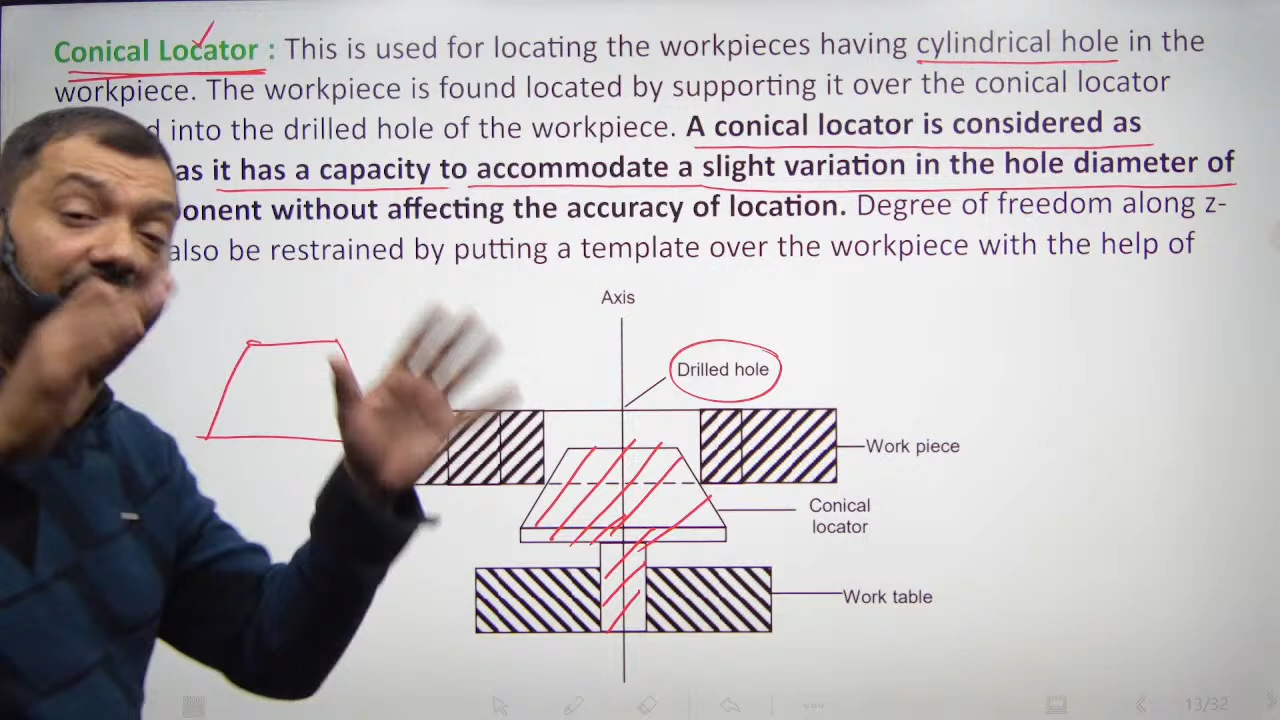 Conical Locator : This is used for locating the workpieces having cylindrical hole in the
workpiece. The workpiece is found located by supporting it over the conical locator
into the drilled hole of the workpiece. A conical locator is considered as
as it has a capacity to accommodate a slight variation in the hole diameter of
without affecting the accuracy of location. Degree of freedom along z-
also be restrained by putting a template over the workpiece with the help of
Axis
Drilled hole
Work piece
Conical
locator
Work table
13/32